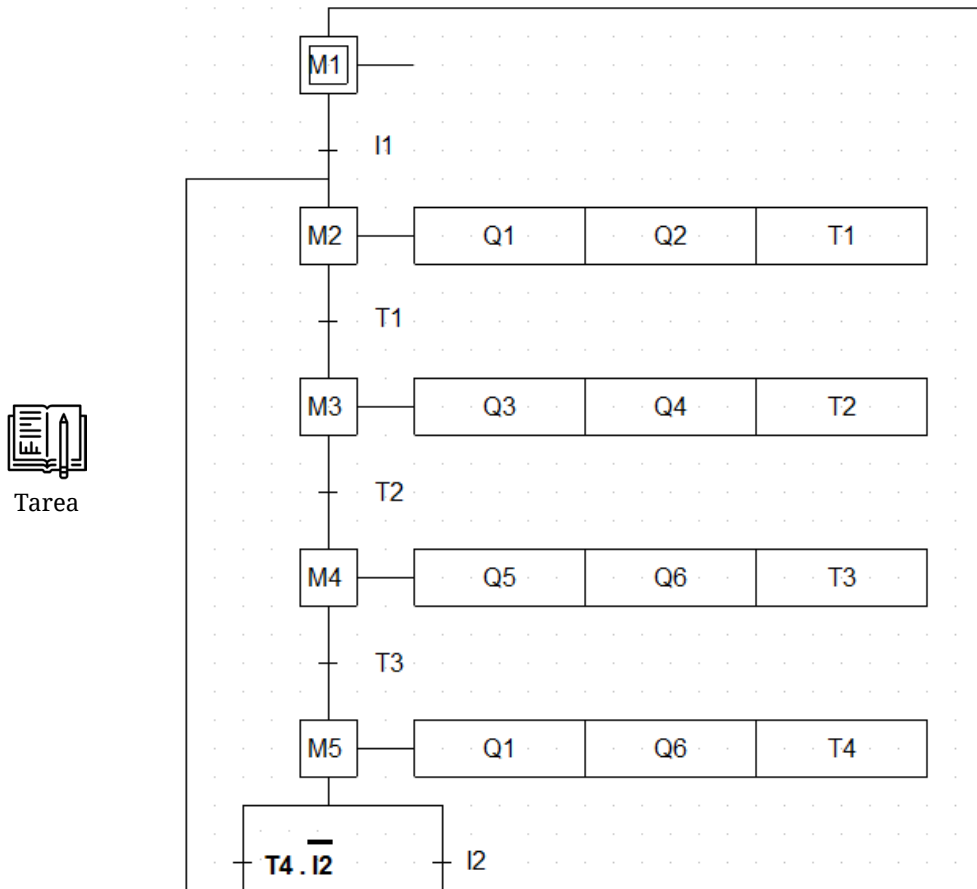 M1
I1
M2 Q1 Q2 T1
T1
M3 Q3 Q4 T2
Tarea
T2
M4 Q5 Q6 T3
T3
M5 Q1 Q6 T4
T4 . I̅2̅ I2